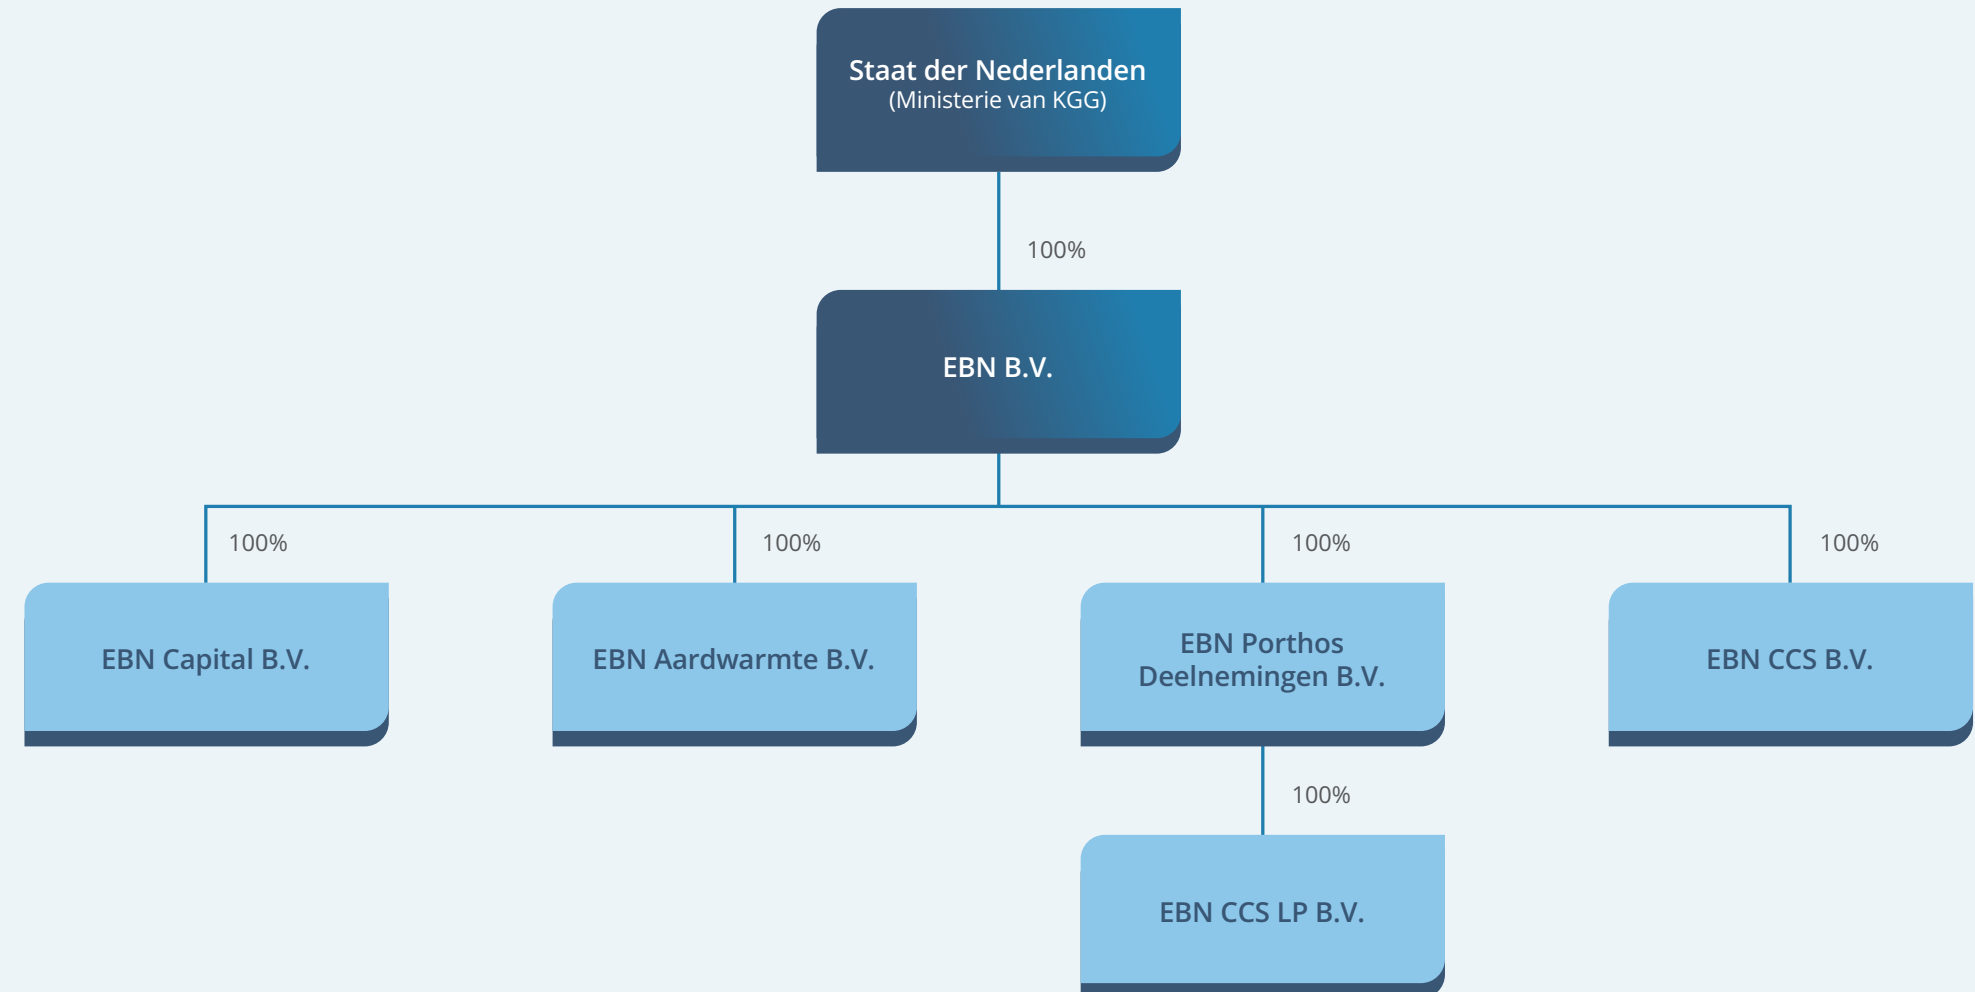 Staat der Nederlanden
(Ministerie van KGG)
100%
EBN B.V.
100%
100%
100%
100%
EBN Capital B.V.
EBN Aardwarmte B.V.
EBN Porthos
Deelnemingen B.V.
EBN CCS B.V.
100%
EBN CCS LP B.V.